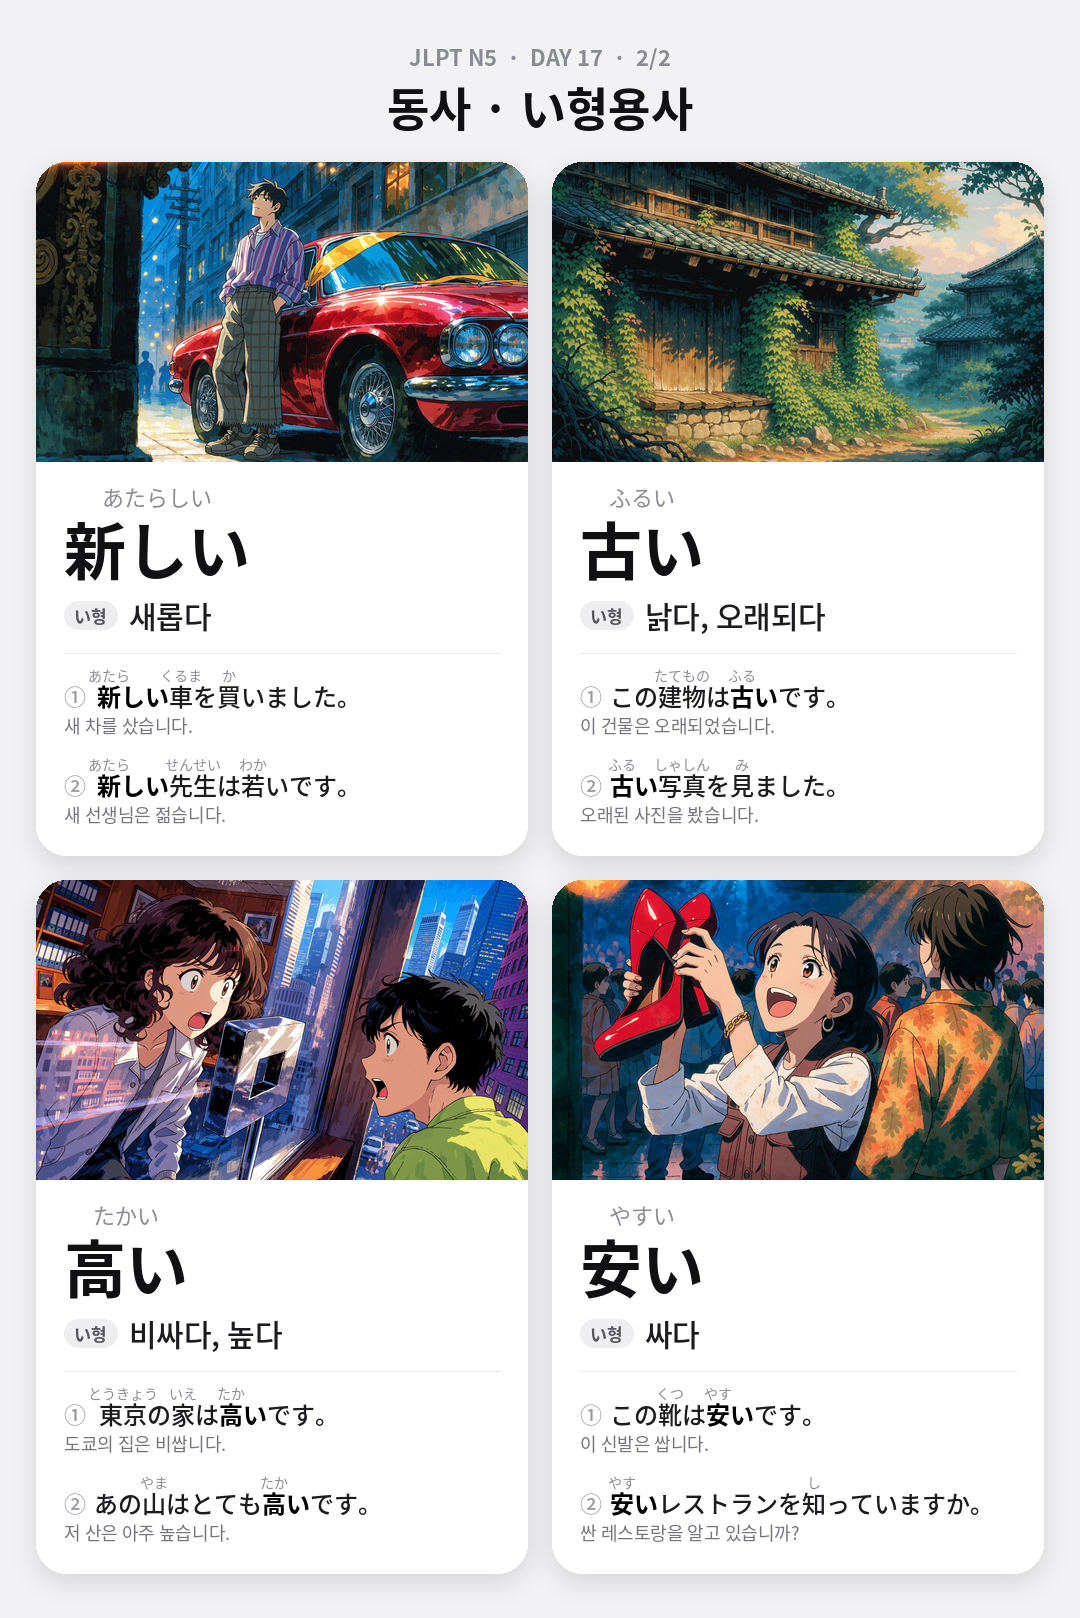 JLPT N5 · DAY 17 · 2/2
동사 · い형용사
あたらしい
新しい
い형 새롭다
あたら くるま か
① 新しい車を買いました。
새 차를 샀습니다.
あたら せんせい わか
② 新しい先生は若いです。
새 선생님은 젊습니다.
ふるい
古い
い형 낡다, 오래되다
たてもの ふる
① この建物は古いです。
이 건물은 오래되었습니다.
ふる しゃしん み
② 古い写真を見ました。
오래된 사진을 봤습니다.
たかい
高い
い형 비싸다, 높다
とうきょう いえ たか
① 東京の家は高いです。
도쿄의 집은 비쌉니다.
やま たか
② あの山はとても高いです。
저 산은 아주 높습니다.
やすい
安い
い형 싸다
くつ やす
① この靴は安いです。
이 신발은 쌉니다.
やす し
② 安いレストランを知っていますか。
싼 레스토랑을 알고 있습니까?